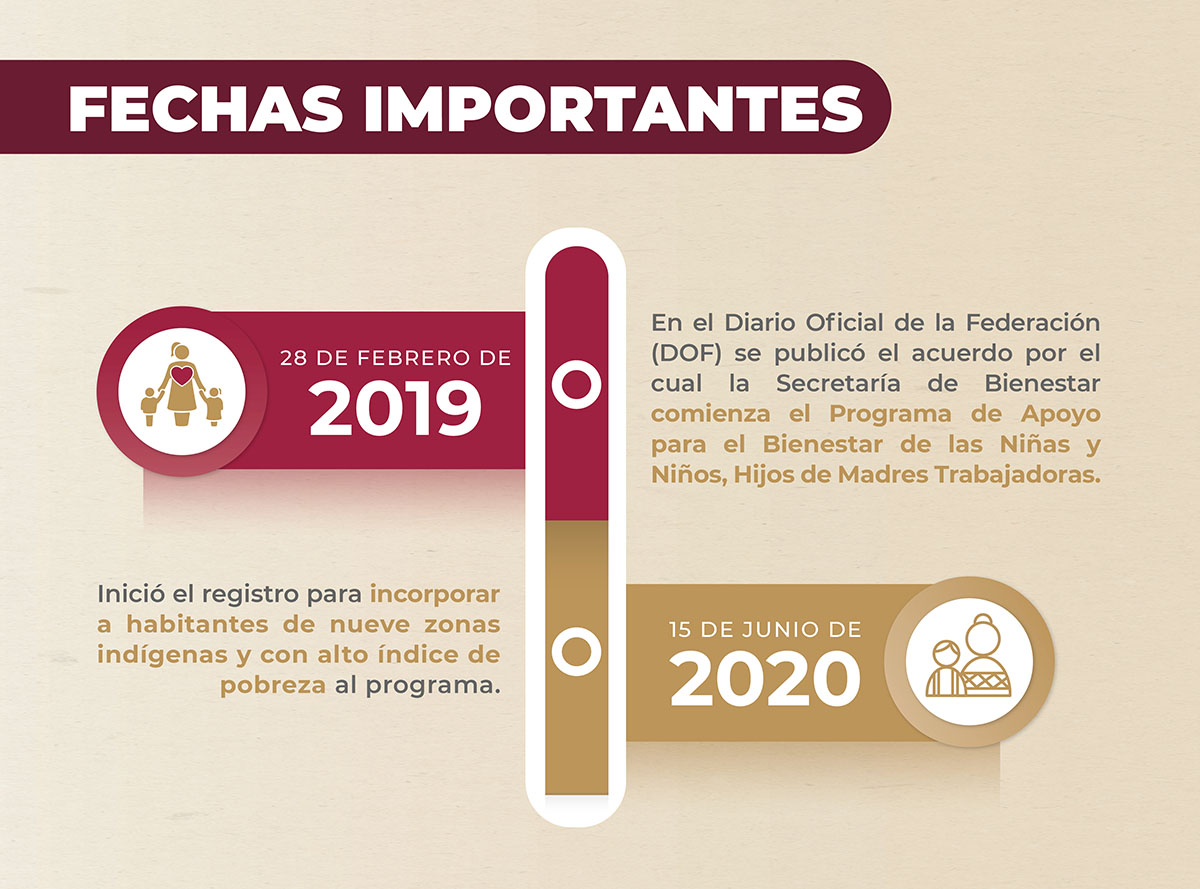 FECHAS IMPORTANTES
28 DE FEBRERO DE
2019
En el Diario Oficial de la Federación
(DOF) se publicó el acuerdo por el
cual la Secretaría de Bienestar
comienza el Programa de Apoyo
para el Bienestar de las Niñas y
Niños, Hijos de Madres Trabajadoras.
15 DE JUNIO DE
2020
Inició el registro para incorporar
a habitantes de nueve zonas
indígenas y con alto índice de
pobreza al programa.